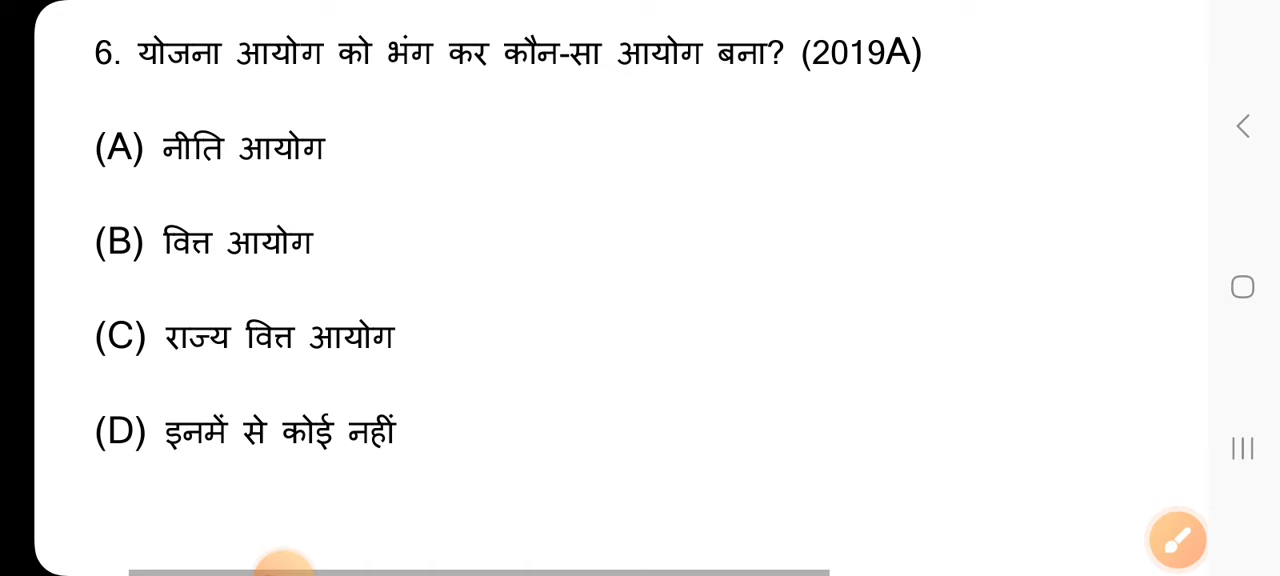 6. योजना आयोग को भंग कर कौन-सा आयोग बना? (2019A)
(A) नीति आयोग
(B) वित्त आयोग
(C) राज्य वित्त आयोग
(D) इनमें से कोई नहीं